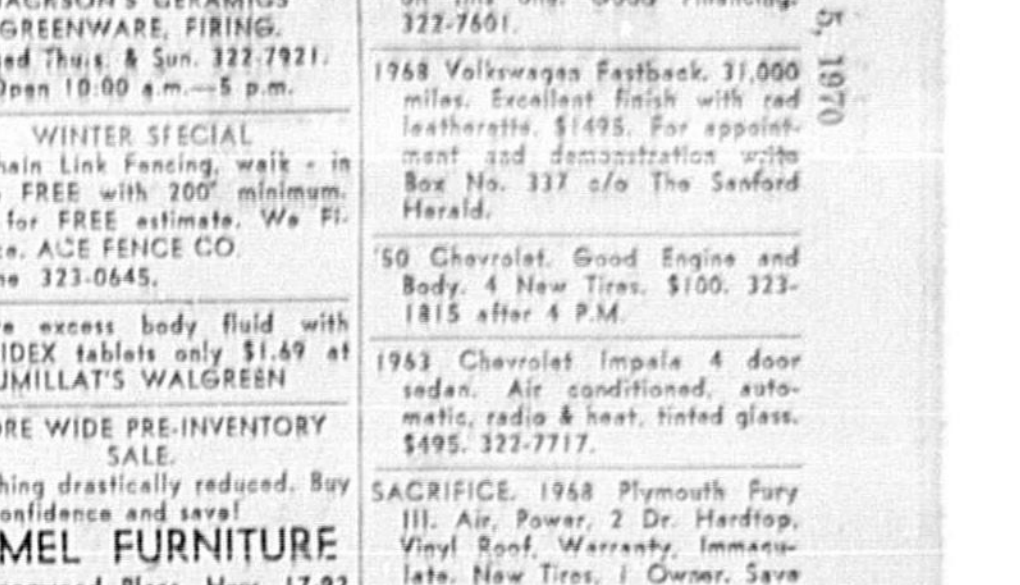 GREENWARE, FIRING.
Thurs. & Sun. 322-7921.
Open 10:00 a.m.—5 p.m.
WINTER SPECIAL
Link Fencing, walk - in
FREE with 200' minimum.
for FREE estimate. We Fi-
ACE FENCE CO.
323-0645.
excess body fluid with
tablets only $1.69 at
WALGREEN
WIDE PRE-INVENTORY
SALE.
drastically reduced. Buy
and save!
FURNITURE
322-7601.
1968 Volkswagen Fastback. 31,000
miles. Excellent finish with red
leatherette. $1495. For appoint-
ment and demonstration write
Box No. 337 c/o The Sanford
Herald.
'50 Chevrolet. Good Engine and
Body. 4 New Tires. $100. 323-
1815 after 4 P.M.
1963 Chevrolet Impala 4 door
sedan. Air conditioned, auto-
matic, radio & heat, tinted glass.
$495. 322-7717.
SACRIFICE. 1968 Plymouth Fury
III. Air, Power, 2 Dr. Hardtop,
Vinyl Roof, Warranty, Immacu-
late. New Tires, 1 Owner. Save
5, 1970